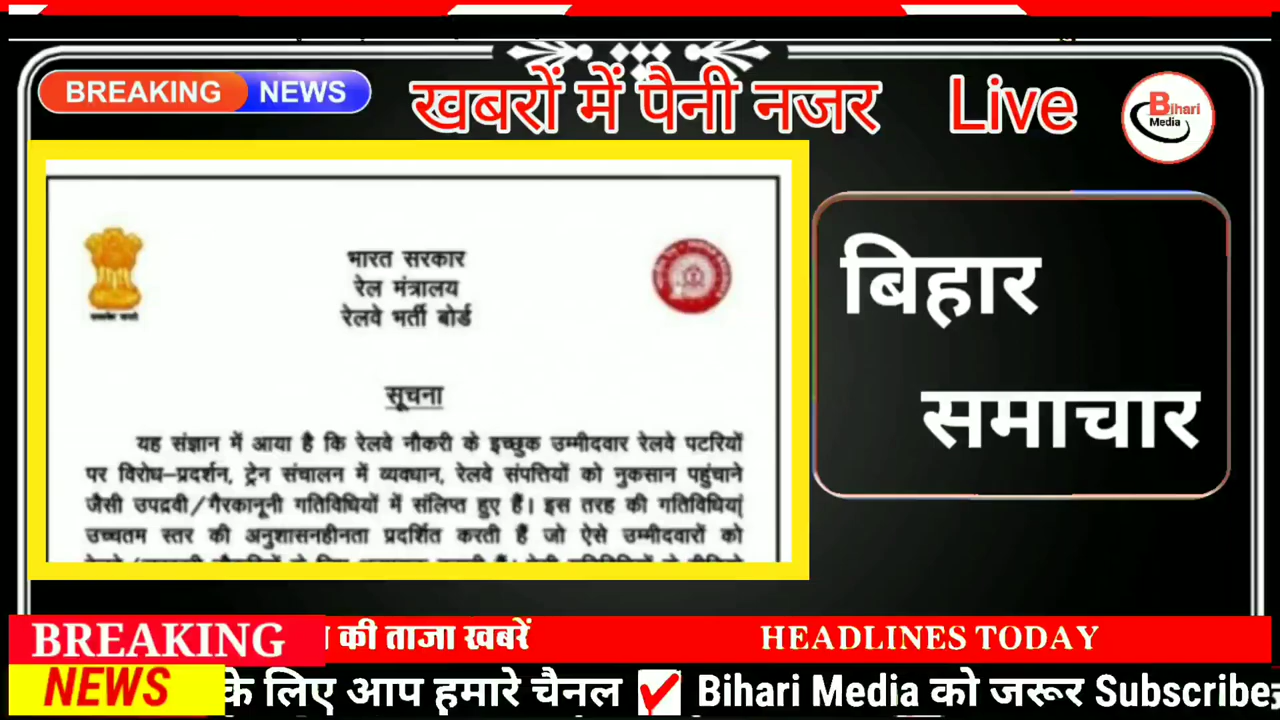 BREAKING NEWS
खबरों में पैनी नजर
Live
Bihari
Media
भारत सरकार
रेल मंत्रालय
रेलवे भर्ती बोर्ड
सूचना
यह संज्ञान में आया है कि रेलवे नौकरी के इच्छुक उम्मीदवार रेलवे पटरियों
पर विरोध–प्रदर्शन, ट्रेन संचालन में व्यवधान, रेलवे संपत्तियों को नुकसान पहुंचाने
जैसी उपद्रवी/गैरकानूनी गतिविधियों में संलिप्त हुए हैं। इस तरह की गतिविधियां
उच्चतम स्तर की अनुशासनहीनता प्रदर्शित करती हैं जो ऐसे उम्मीदवारों को
बिहार
समाचार
BREAKING
NEWS
की ताजा खबरें
HEADLINES TODAY
के लिए आप हमारे चैनल Bihari Media को जरूर Subscribe